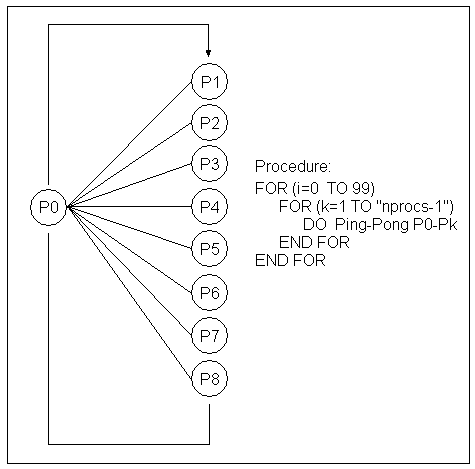 P1
P2
P3
P0
P4
P5
P6
P7
P8
Procedure:
FOR (i=0 TO 99)
FOR (k=1 TO "nprocs-1")
DO Ping-Pong P0-Pk
END FOR
END FOR